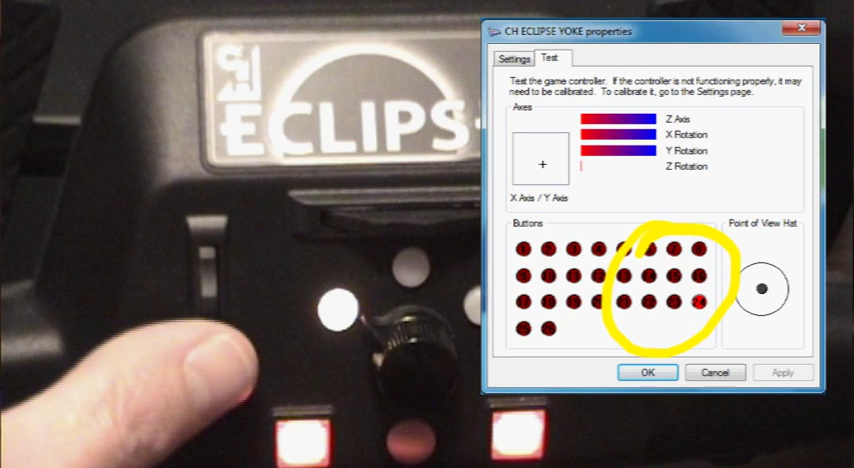 CH
ECLIPS
CH ECLIPSE YOKE properties
Settings
Test
Test the game controller. If the controller is not functioning properly, it may
need to be calibrated. To calibrate it, go to the Settings page.
Axes
Z Axis
X Rotation
Y Rotation
Z Rotation
X Axis / Y Axis
Buttons
Point of View Hat
OK
Cancel
Apply